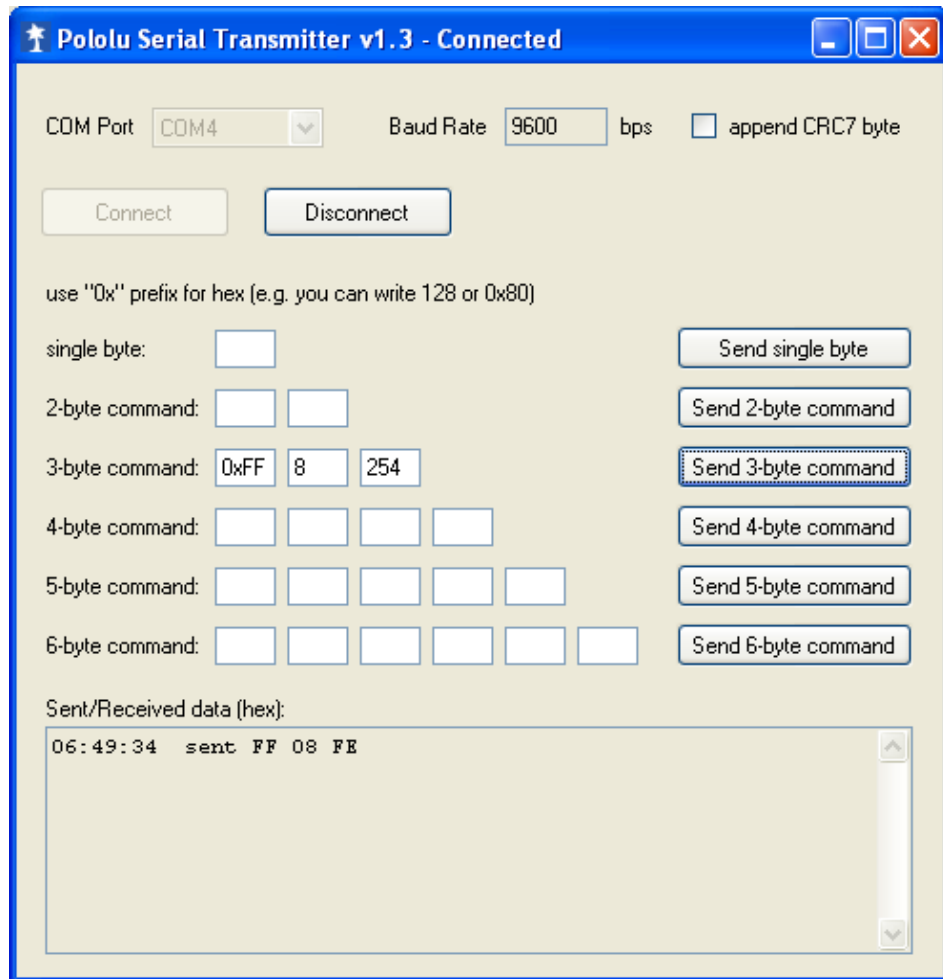 Pololu Serial Transmitter v1.3 - Connected
COM Port COM4 Baud Rate 9600 bps append CRC7 byte
Connect Disconnect
use "0x" prefix for hex (e.g. you can write 128 or 0x80)
single byte: Send single byte
2-byte command: Send 2-byte command
3-byte command: 0xFF 8 254 Send 3-byte command
4-byte command: Send 4-byte command
5-byte command: Send 5-byte command
6-byte command: Send 6-byte command
Sent/Received data (hex):
06:49:34 sent FF 08 FE